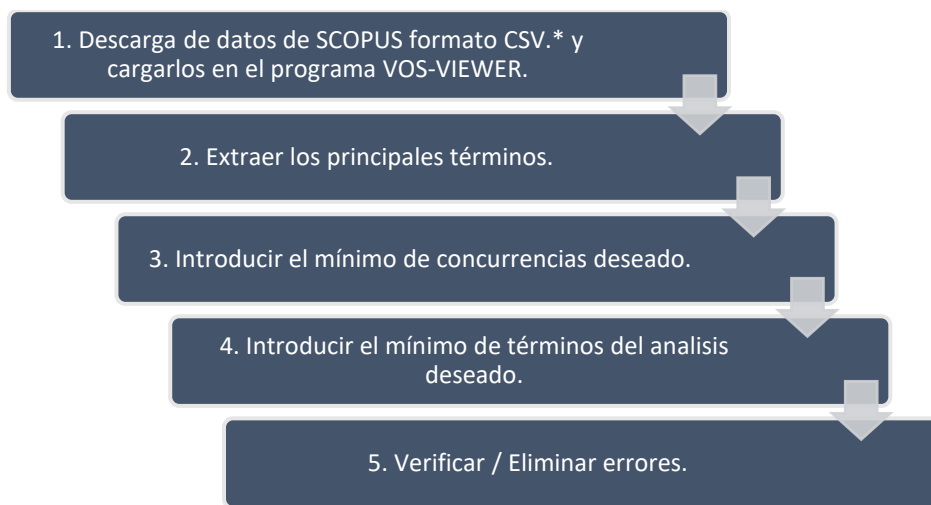 1. Descarga de datos de SCOPUS formato CSV.* y
cargarlos en el programa VOS-VIEWER.
2. Extraer los principales términos.
3. Introducir el mínimo de concurrencias deseado.
4. Introducir el mínimo de términos del analisis
deseado.
5. Verificar / Eliminar errores.